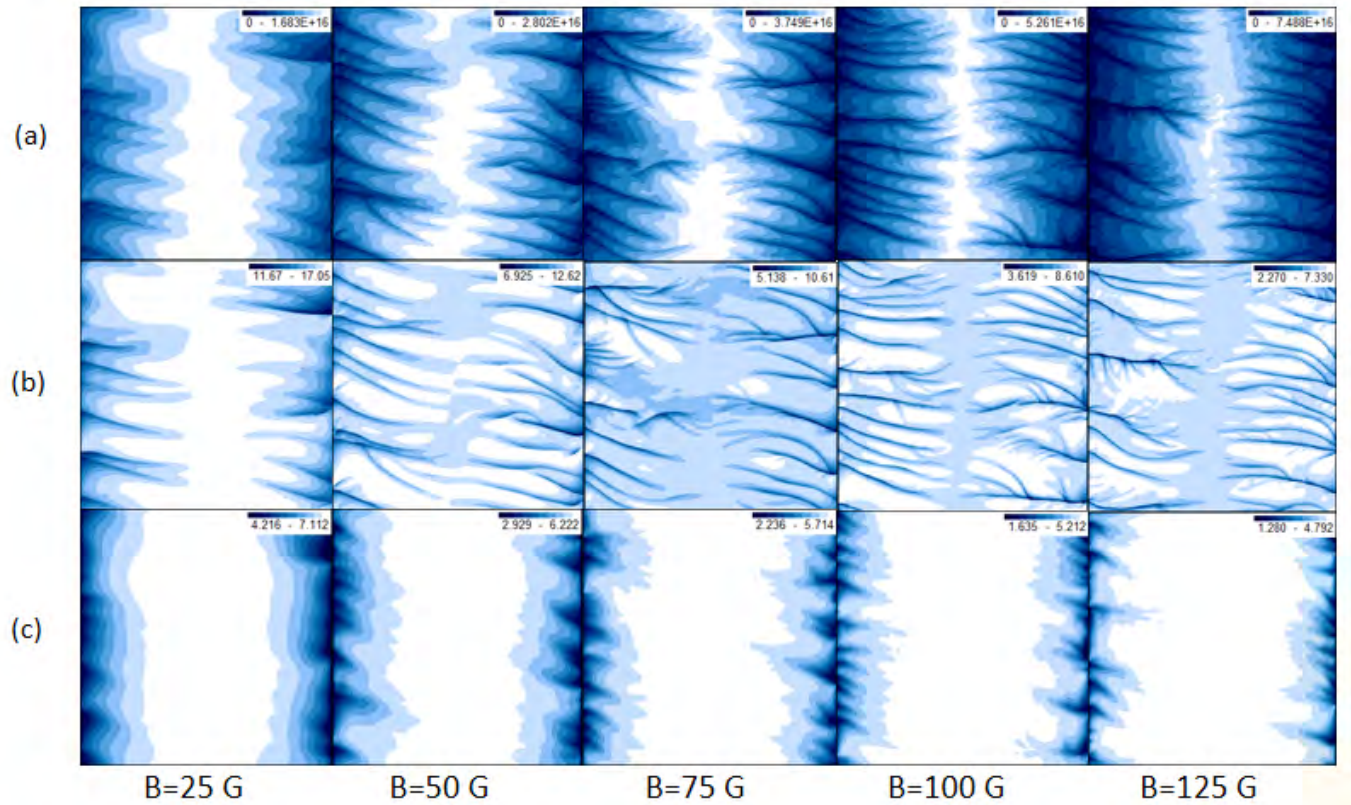 0 - 1.683E+16 0 - 2.802E+16 0 - 3.749E+16 0 - 5.261E+16 0 - 7.488E+16
(a)
11.67 - 17.05 6.925 - 12.62 5.138 - 10.61 3.619 - 8.610 2.270 - 7.330
(b)
4.216 - 7.112 2.929 - 6.222 2.236 - 5.714 1.635 - 5.212 1.280 - 4.792
(c)
B=25 G B=50 G B=75 G B=100 G B=125 G